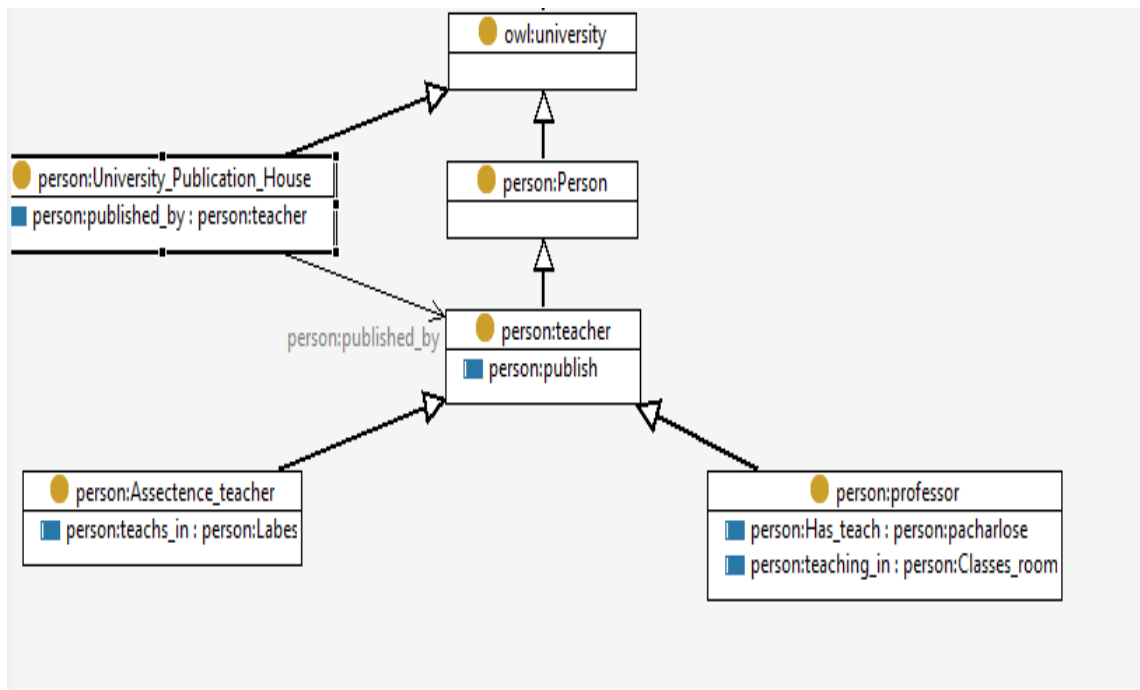 owl:university
person:University_Publication_House
person:published_by : person:teacher
person:Person
person:published_by
person:teacher
person:publish
person:Assectence_teacher
person:teachs_in : person:Labes
person:professor
person:Has_teach : person:pacharlose
person:teaching_in : person:Classes_room